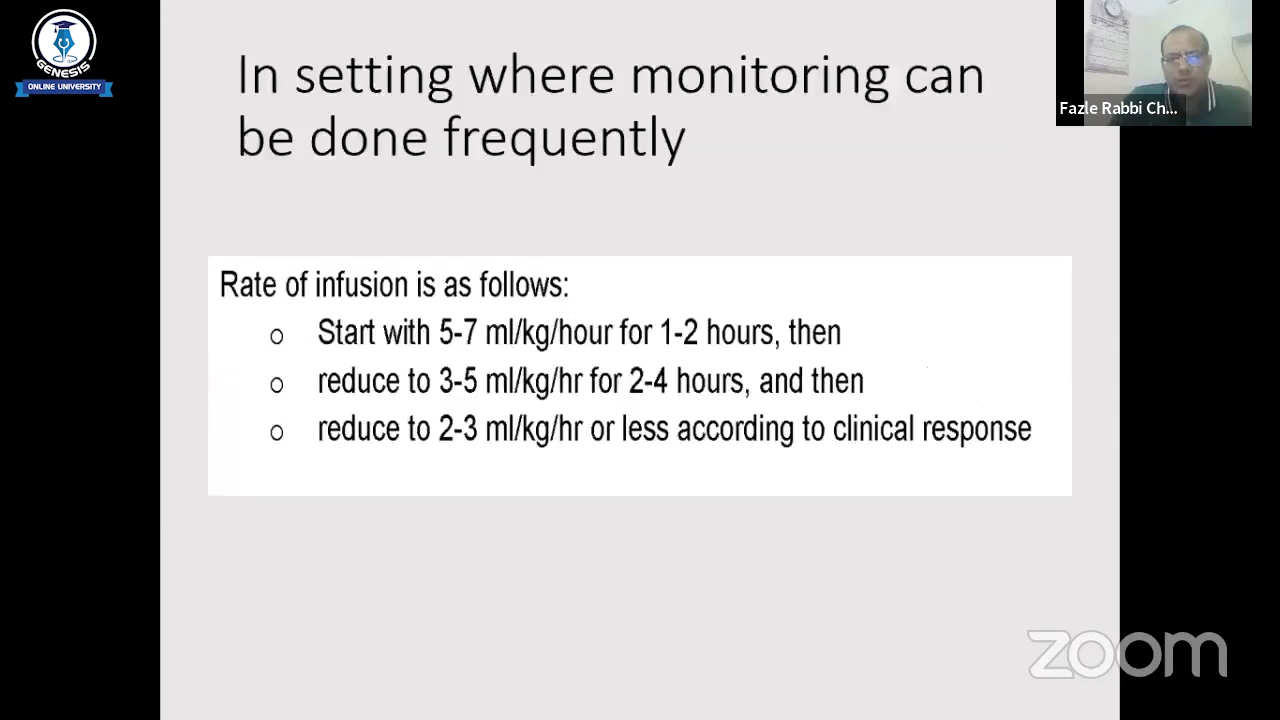 GENESIS
ONLINE UNIVERSITY
In setting where monitoring can
be done frequently
Fazle Rabbi Ch...
Rate of infusion is as follows:
o Start with 5-7 ml/kg/hour for 1-2 hours, then
o reduce to 3-5 ml/kg/hr for 2-4 hours, and then
o reduce to 2-3 ml/kg/hr or less according to clinical response
zoom